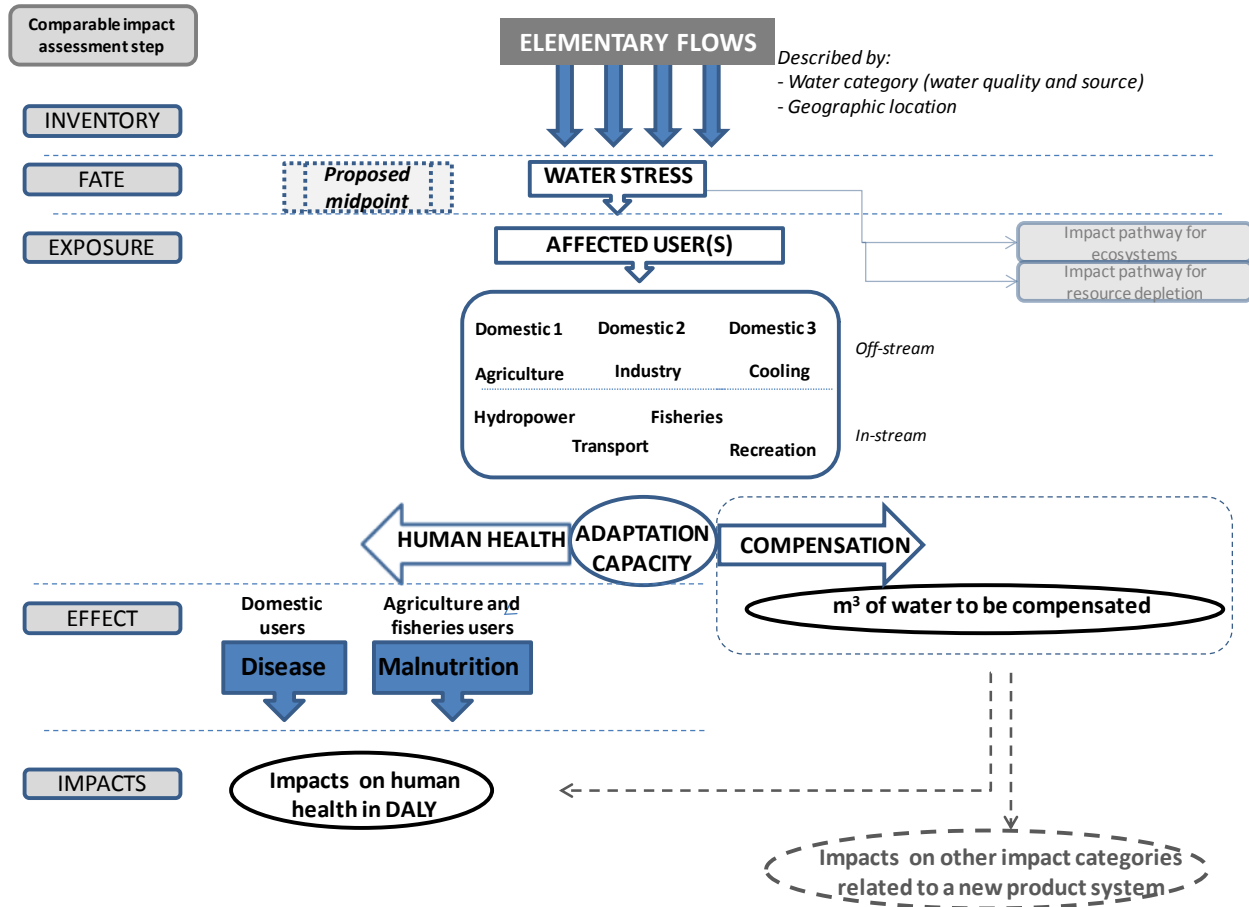 Comparable impact
assessment step
ELEMENTARY FLOWS
Described by:
- Water category (water quality and source)
- Geographic location
INVENTORY
FATE
Proposed
midpoint
WATER STRESS
EXPOSURE
AFFECTED USER(S)
Impact pathway for
ecosystems
Impact pathway for
resource depletion
Domestic 1 Domestic 2 Domestic 3
Off-stream
Agriculture Industry Cooling
Hydropower Fisheries
In-stream
Transport Recreation
HUMAN HEALTH
ADAPTATION
CAPACITY
COMPENSATION
EFFECT
Domestic
users
Agriculture and
fisheries users
m³ of water to be compensated
Disease
Malnutrition
IMPACTS
Impacts on human
health in DALY
Impacts on other impact categories
related to a new product system